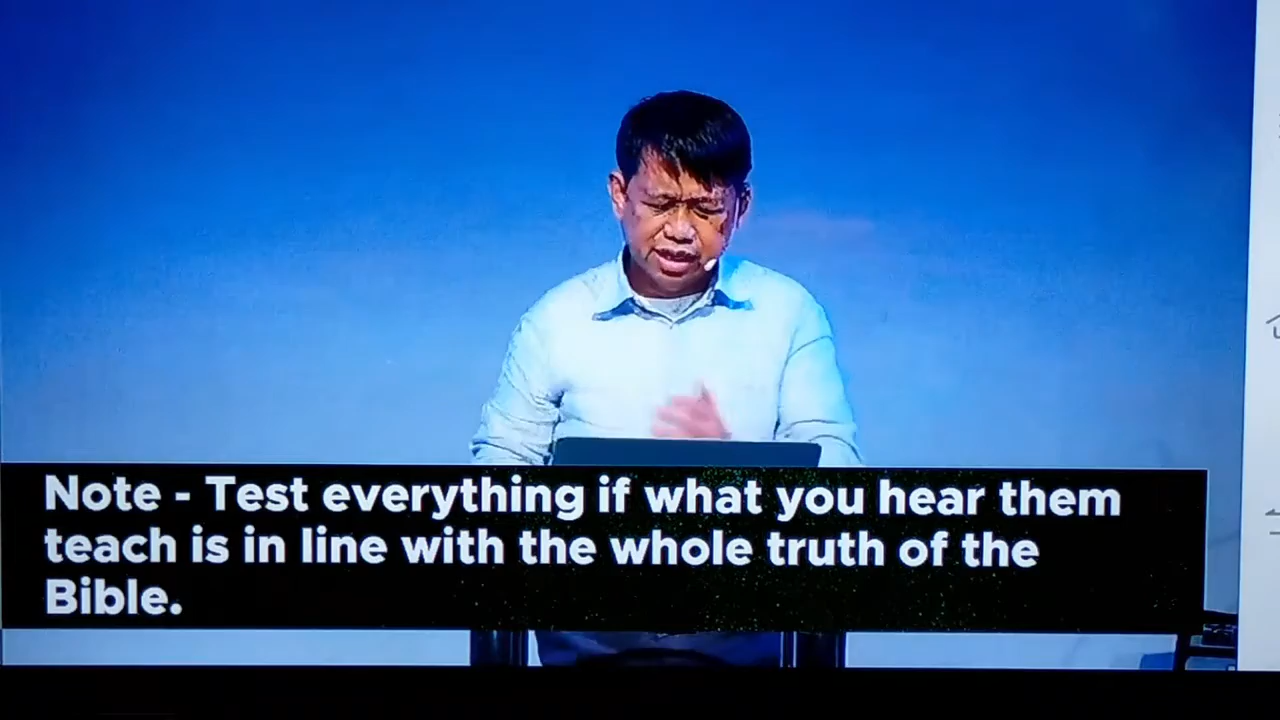 Note - Test everything if what you hear them
teach is in line with the whole truth of the
Bible.